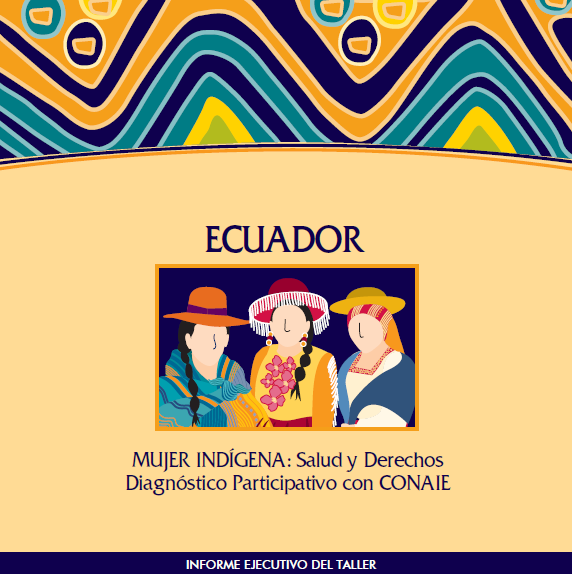 ECUADOR
MUJER INDÍGENA: Salud y Derechos
Diagnóstico Participativo con CONAIE
INFORME EJECUTIVO DEL TALLER